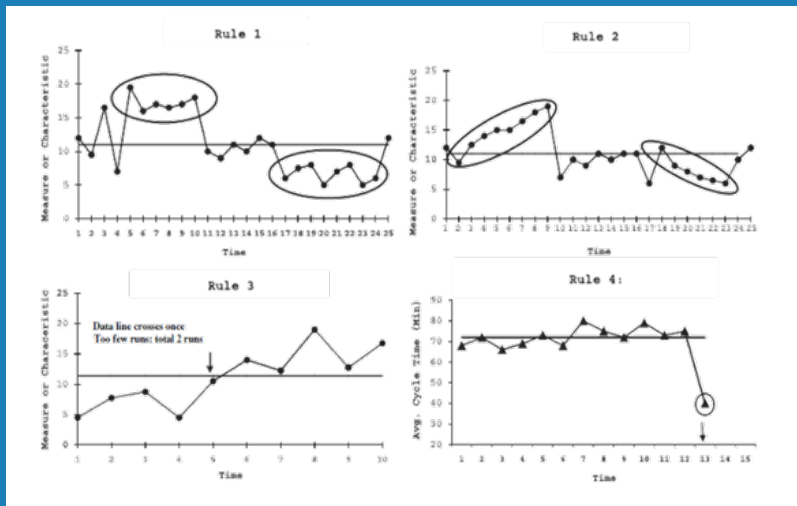 Rule 1
Measure or Characteristic
25
20
15
10
5
0
1 2 3 4 5 6 7 8 9 10 11 12 13 14 15 16 17 18 19 20 21 22 23 24 25
Time
Rule 2
Measure or Characteristic
25
20
15
10
5
0
1 2 3 4 5 6 7 8 9 10 11 12 13 14 15 16 17 18 19 20 21 22 23 24 25
Time
Rule 3
Measure or Characteristic
25
20
15
10
5
0
Data line crosses once
Too few runs: total 2 runs
1 2 3 4 5 6 7 8 9 10
Time
Rule 4:
Avg. Cycle Time (Min)
90
80
70
60
50
40
30
20
1 2 3 4 5 6 7 8 9 10 11 12 13 14 15
Time